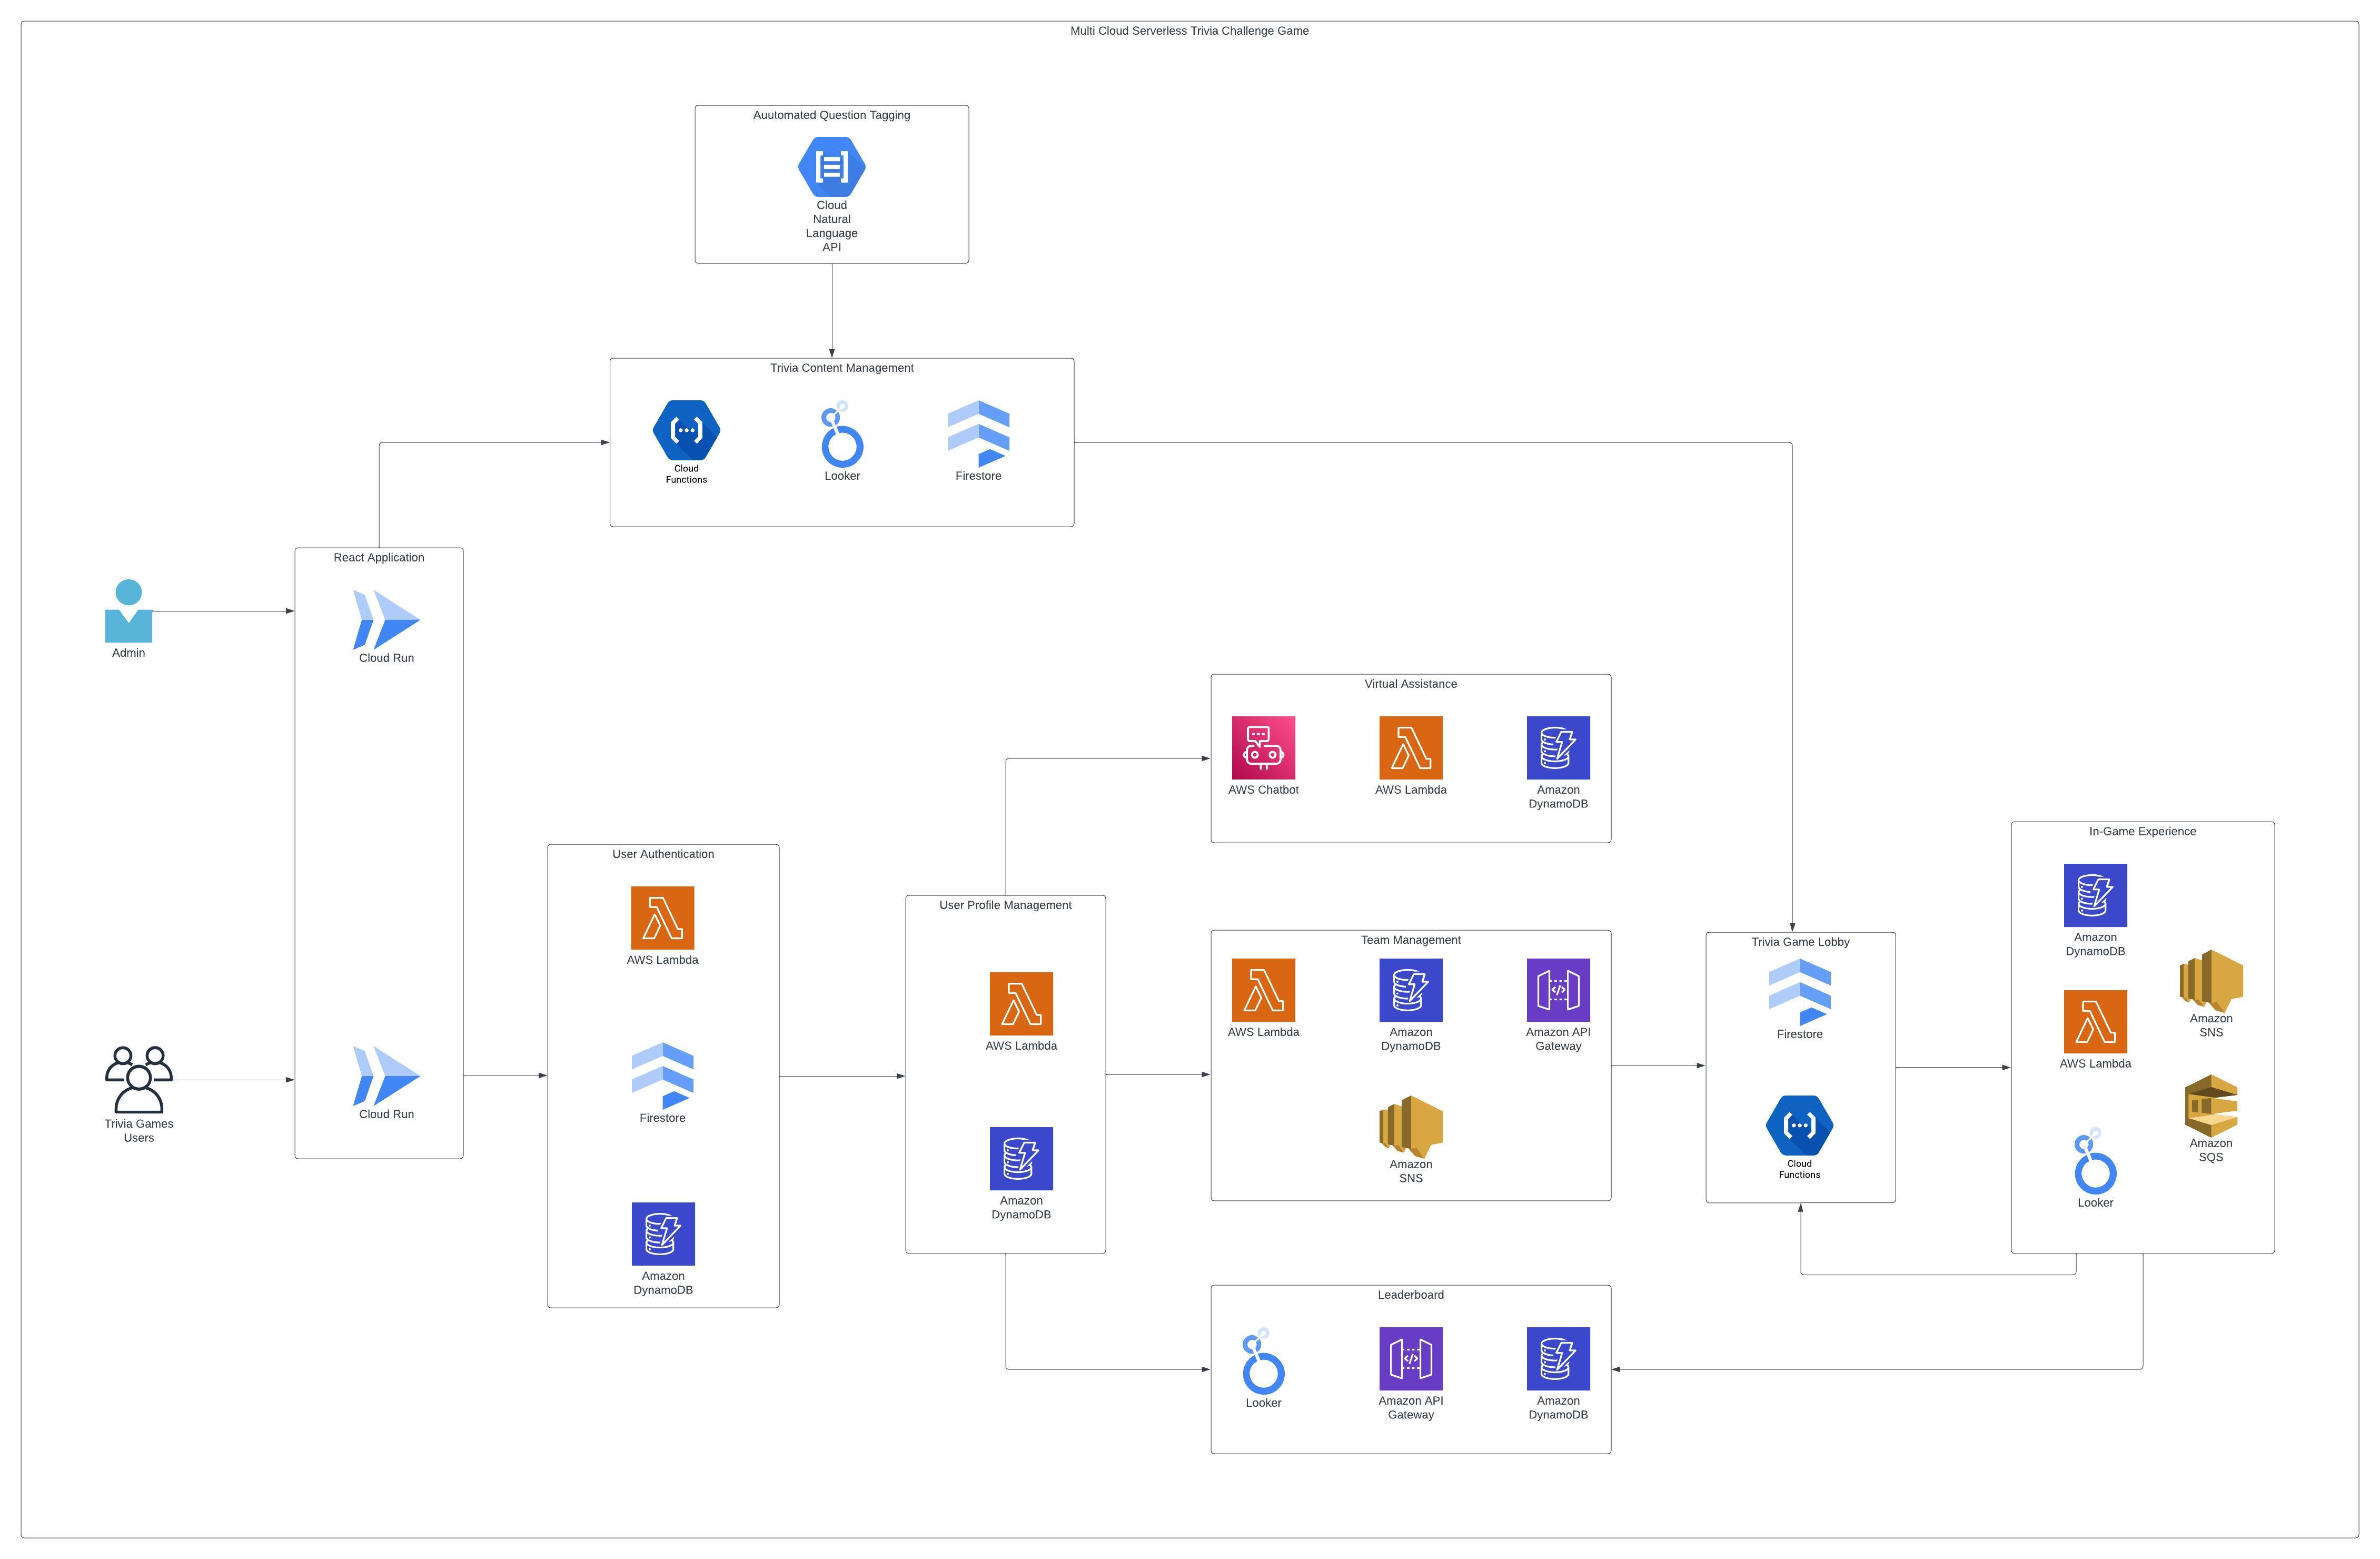 Multi Cloud Serverless Trivia Challenge Game
Auutomated Question Tagging
Cloud
Natural
Language
API
Trivia Content Management
Cloud
Functions
Looker
Firestore
React Application
Cloud Run
Admin
Cloud Run
Trivia Games
Users
User Authentication
AWS Lambda
Firestore
Amazon
DynamoDB
User Profile Management
AWS Lambda
Amazon
DynamoDB
Virtual Assistance
AWS Chatbot
AWS Lambda
Amazon
DynamoDB
Team Management
AWS Lambda
Amazon
DynamoDB
Amazon API
Gateway
Amazon
SNS
Leaderboard
Looker
Amazon API
Gateway
Amazon
DynamoDB
Trivia Game Lobby
Firestore
Cloud
Functions
In-Game Experience
Amazon
DynamoDB
Amazon
SNS
AWS Lambda
Amazon
SQS
Looker